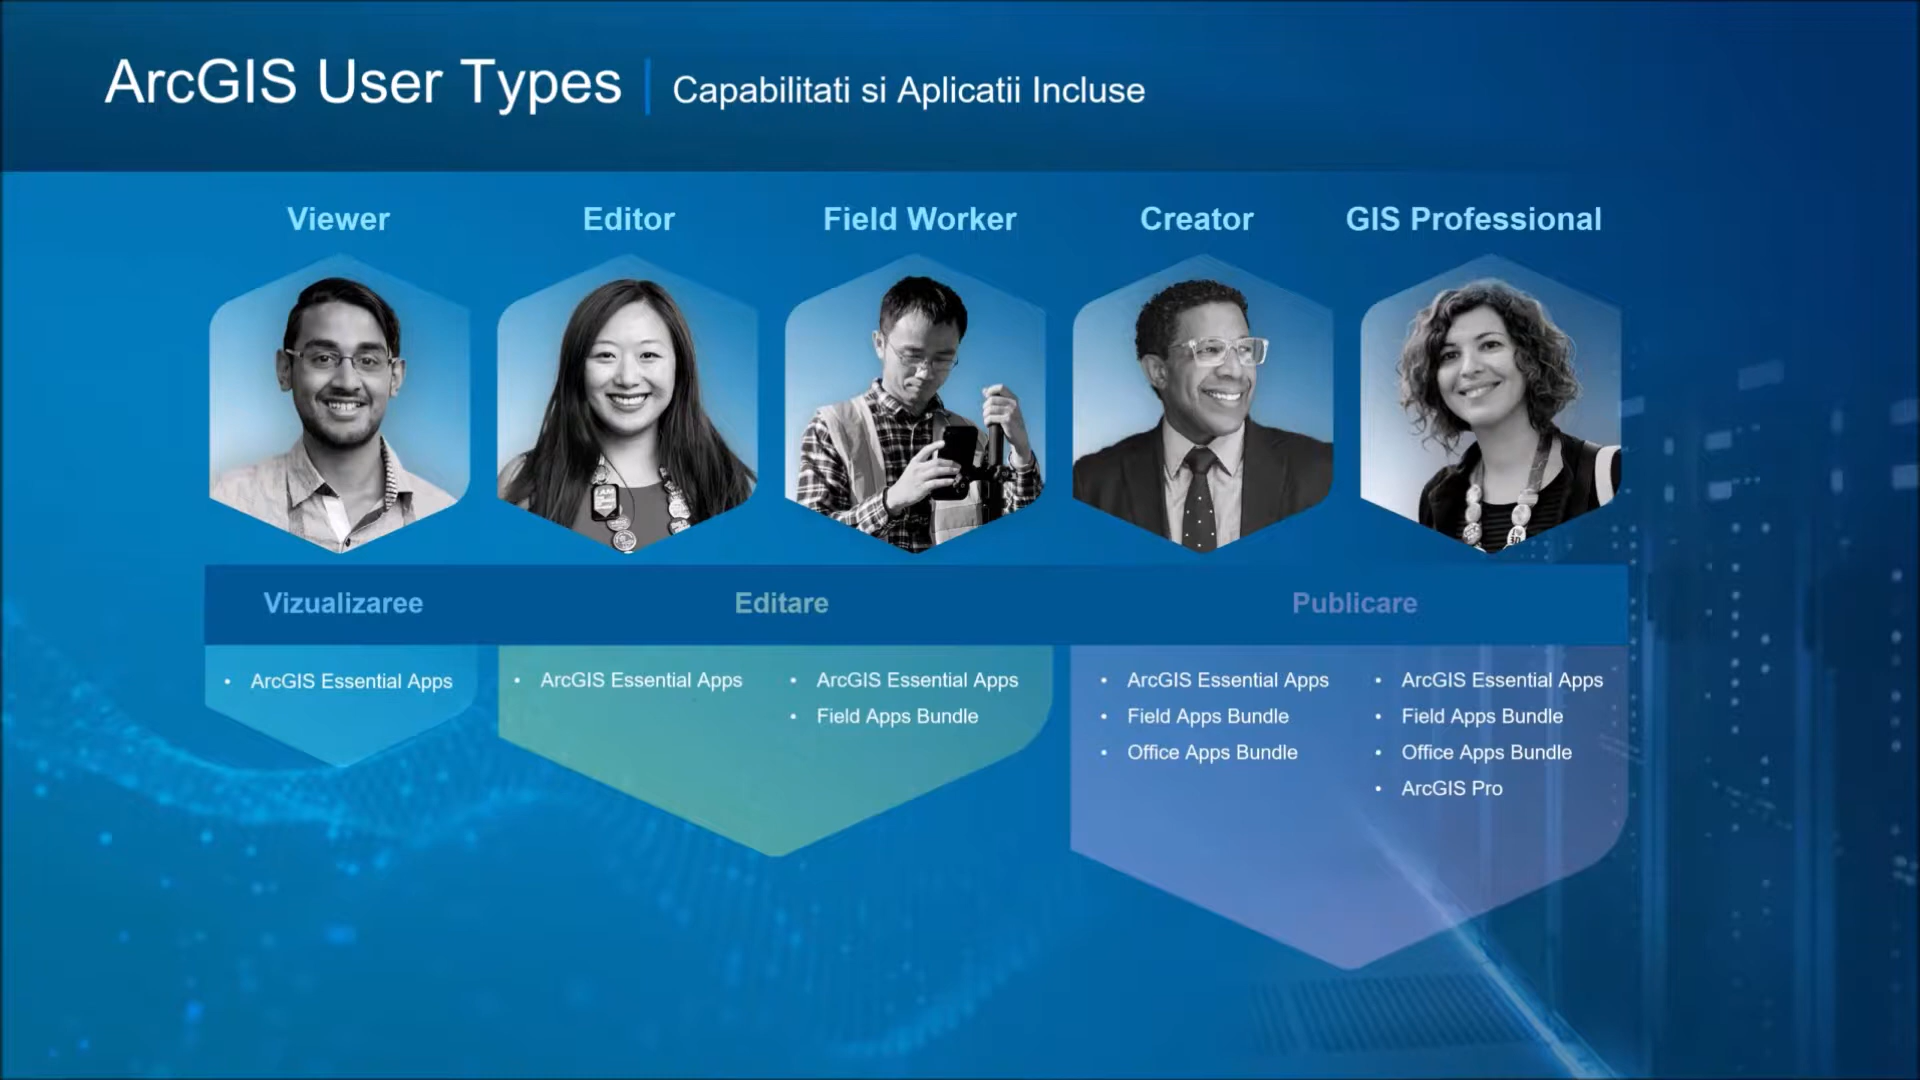 ArcGIS User Types | Capabilitati si Aplicatii Incluse
Viewer
Editor
Field Worker
Creator
GIS Professional
I AM
Vizualizaree
Editare
Publicare
• ArcGIS Essential Apps
• ArcGIS Essential Apps
• ArcGIS Essential Apps
• Field Apps Bundle
• ArcGIS Essential Apps
• Field Apps Bundle
• Office Apps Bundle
• ArcGIS Essential Apps
• Field Apps Bundle
• Office Apps Bundle
• ArcGIS Pro